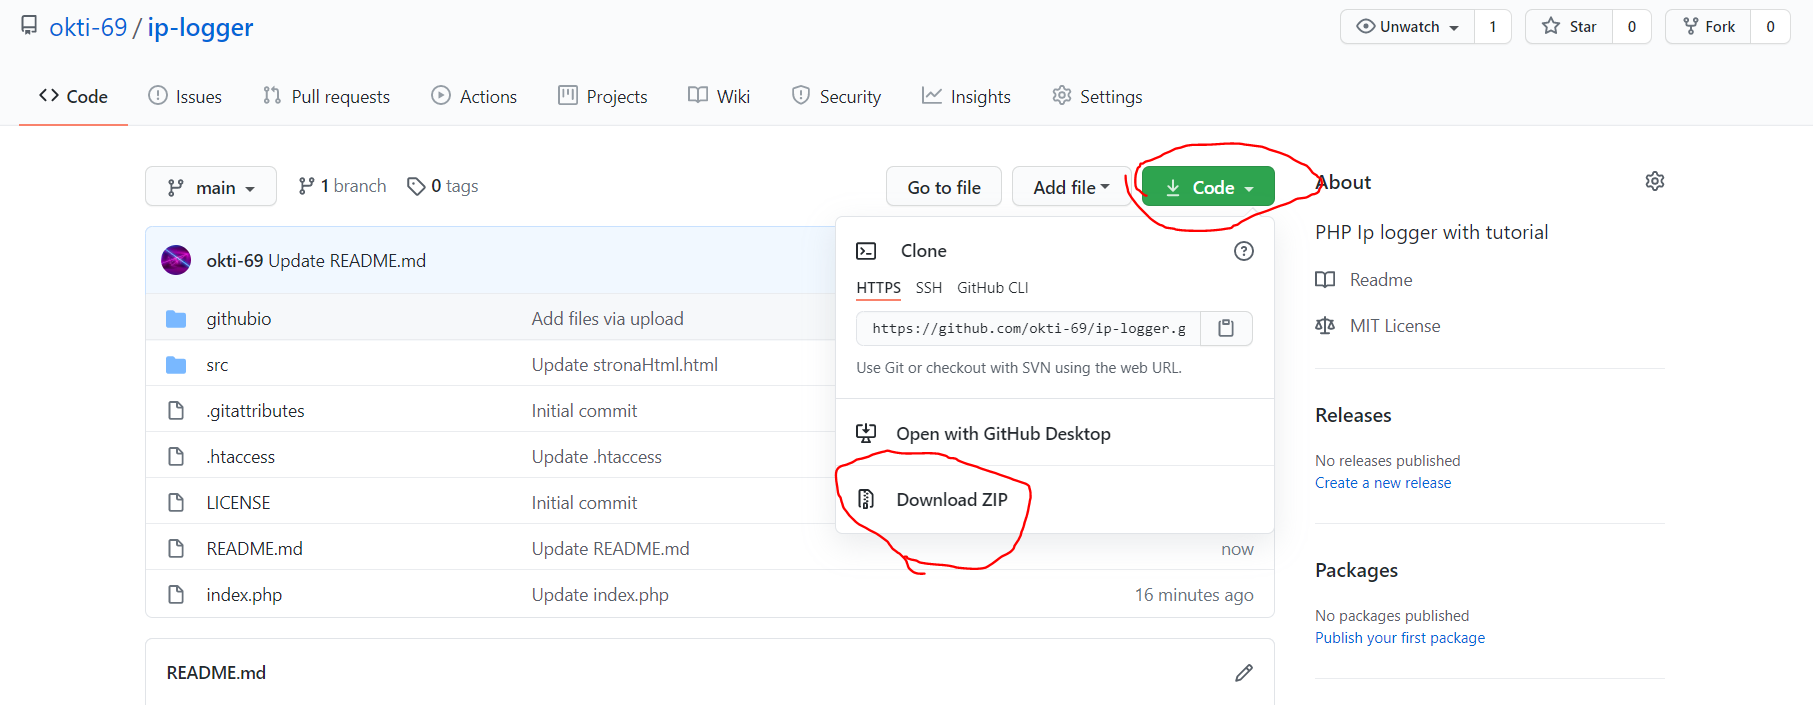 okti-69 / ip-logger
Unwatch 1 Star 0 Fork 0
Code Issues Pull requests Actions Projects Wiki Security Insights Settings
main 1 branch 0 tags Go to file Add file Code
okti-69 Update README.md
githubio Add files via upload
src Update stronaHtml.html
.gitattributes Initial commit
.htaccess Update .htaccess
LICENSE Initial commit
README.md Update README.md now
index.php Update index.php 16 minutes ago
README.md
Clone
HTTPS SSH GitHub CLI
https://github.com/okti-69/ip-logger.g
Use Git or checkout with SVN using the web URL.
Open with GitHub Desktop
Download ZIP
About
PHP Ip logger with tutorial
Readme
MIT License
Releases
No releases published
Create a new release
Packages
No packages published
Publish your first package